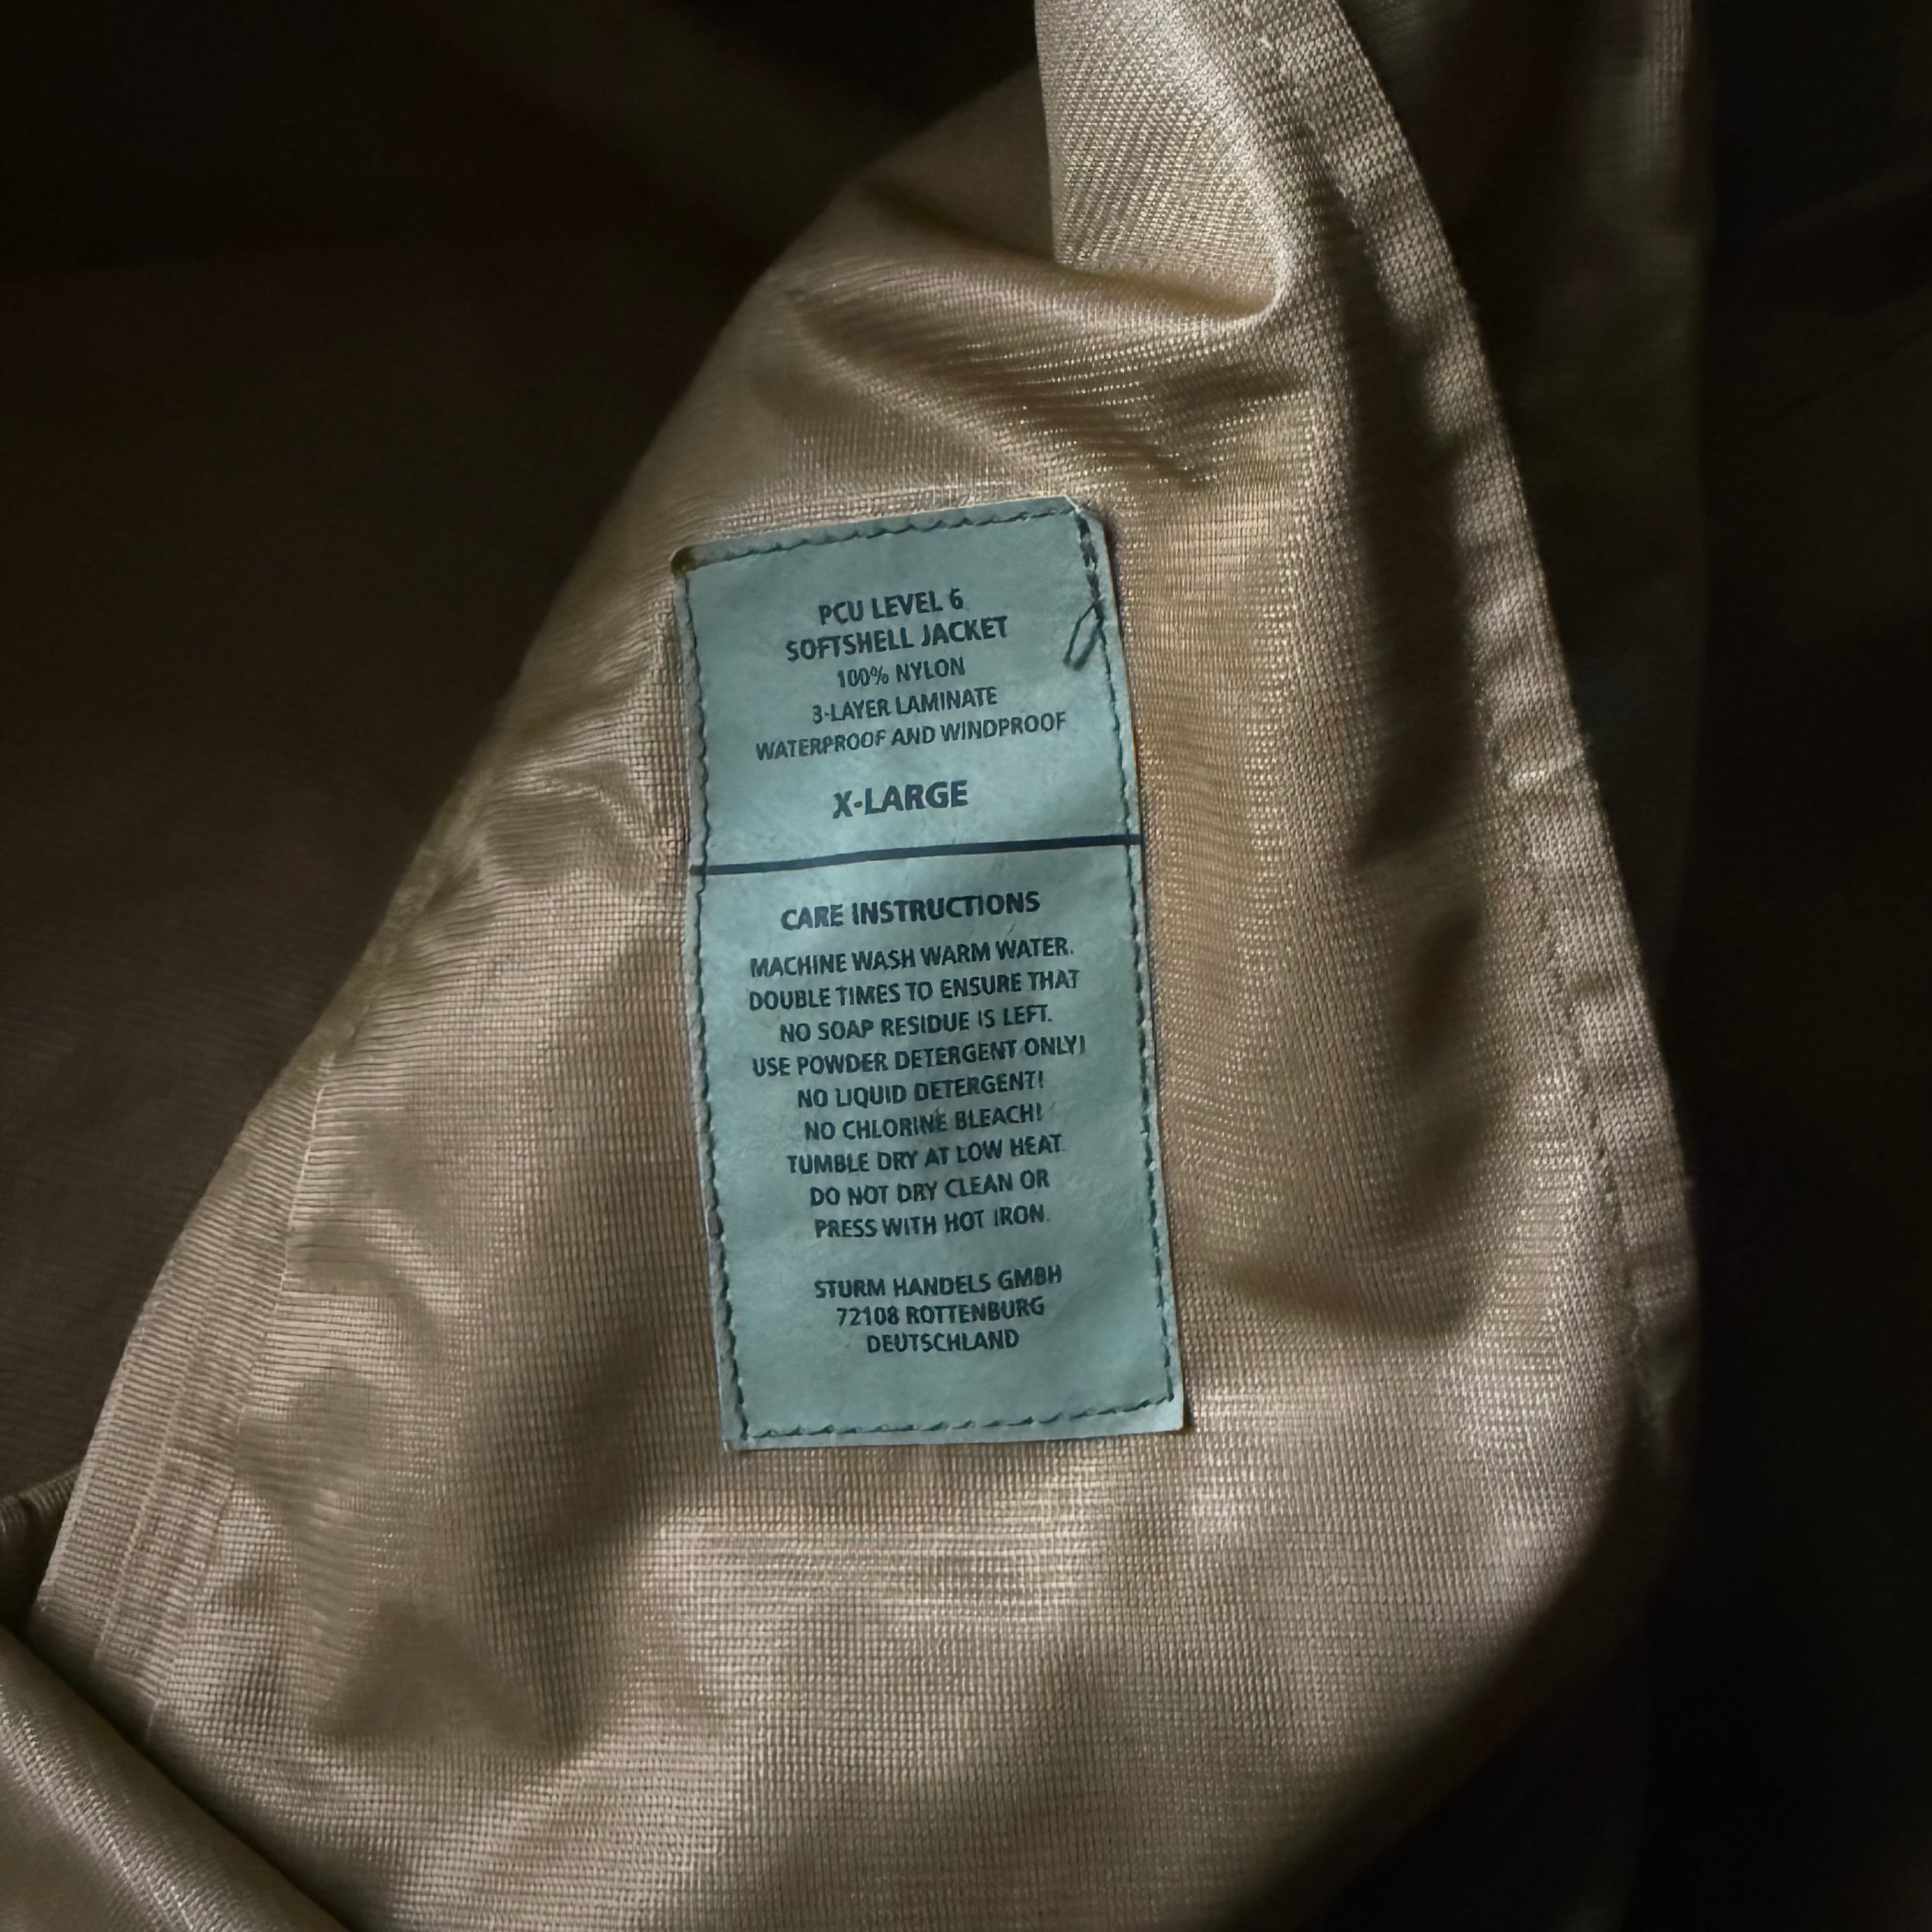 PCU LEVEL 6
SOFTSHELL JACKET
100% NYLON
3-LAYER LAMINATE
WATERPROOF AND WINDPROOF
X-LARGE
CARE INSTRUCTIONS
MACHINE WASH WARM WATER.
DOUBLE TIMES TO ENSURE THAT
NO SOAP RESIDUE IS LEFT.
USE POWDER DETERGENT ONLY!
NO LIQUID DETERGENT!
NO CHLORINE BLEACH!
TUMBLE DRY AT LOW HEAT
DO NOT DRY CLEAN OR
PRESS WITH HOT IRON.
STURM HANDELS GMBH
72108 ROTTENBURG
DEUTSCHLAND